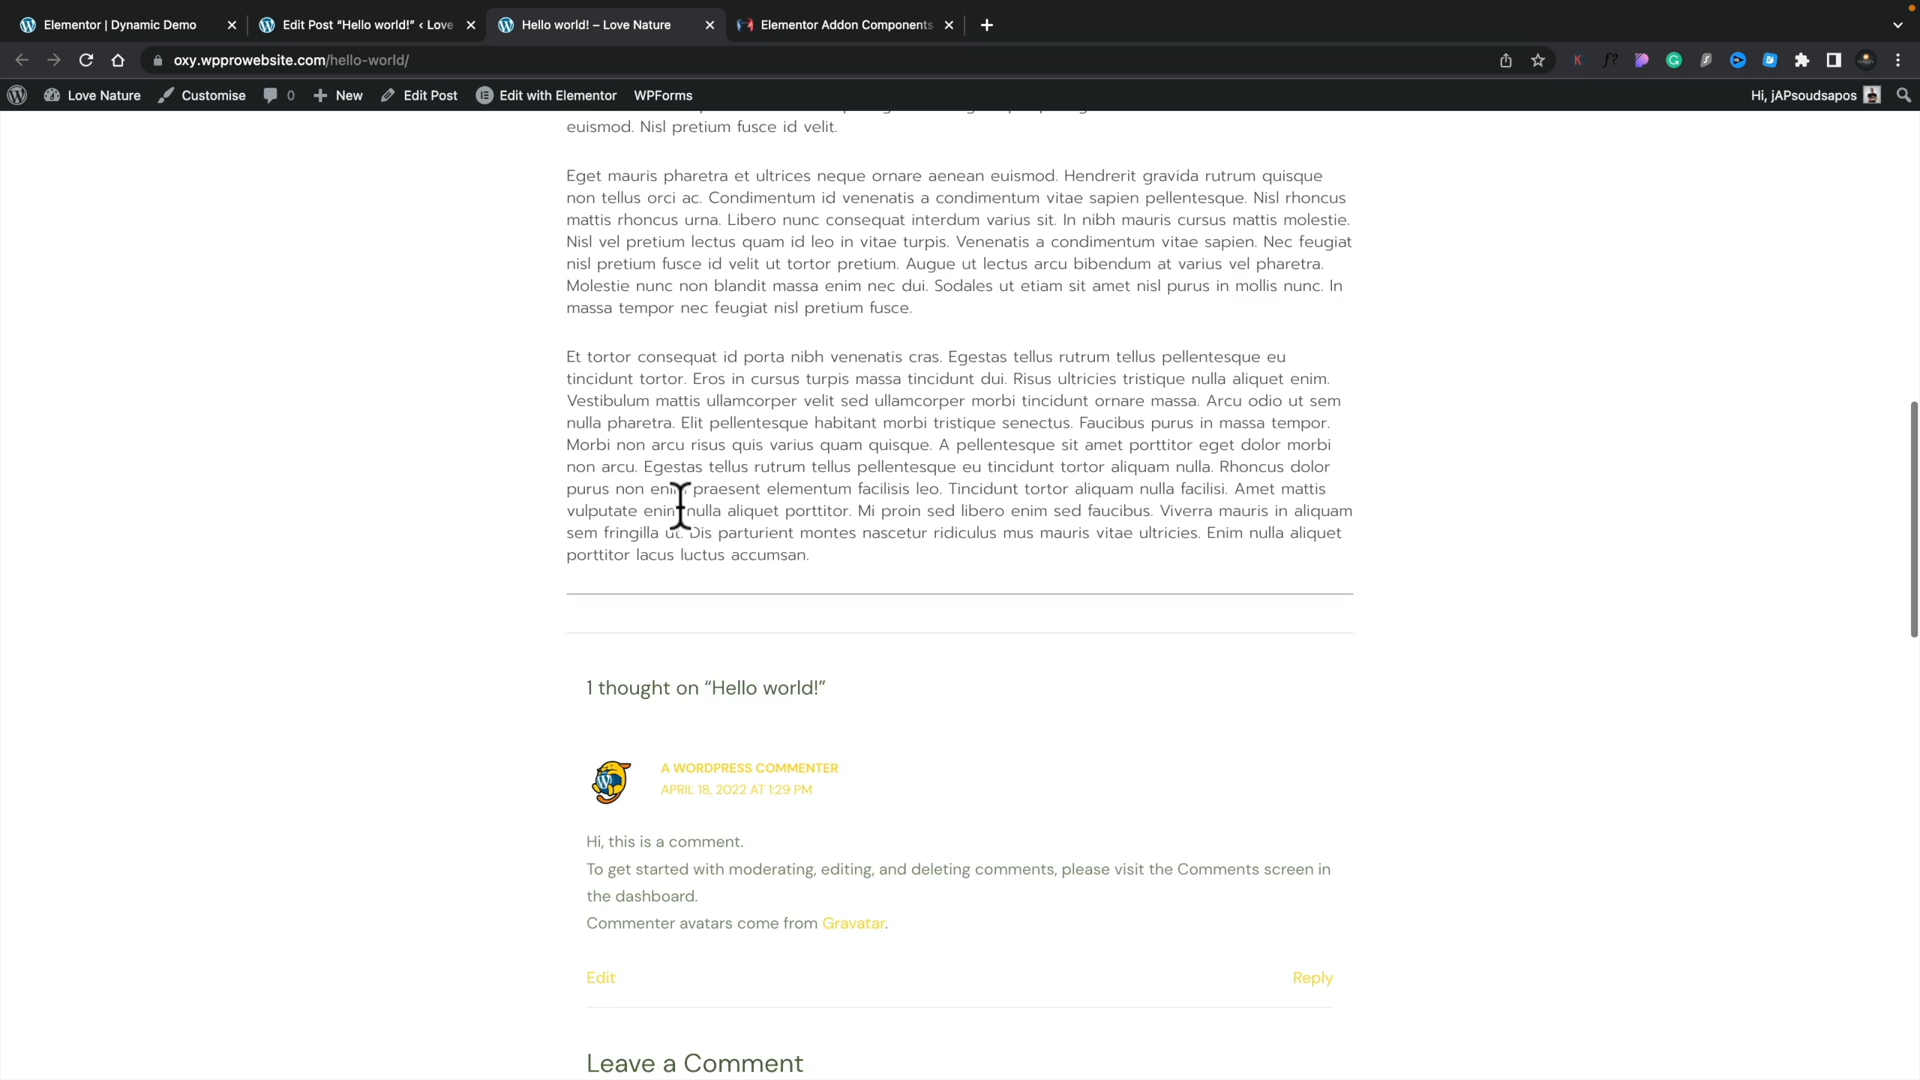 Elementor | Dynamic Demo
Edit Post “Hello world!” ‹ Love
Hello world! – Love Nature
Elementor Addon Components
oxy.wpprowebsite.com/hello-world/
Love Nature
Customise
0
New
Edit Post
Edit with Elementor
WPForms
Hi, jAPsoudsapos
euismod. Nisl pretium fusce id velit.
Eget mauris pharetra et ultrices neque ornare aenean euismod. Hendrerit gravida rutrum quisque
non tellus orci ac. Condimentum id venenatis a condimentum vitae sapien pellentesque. Nisl rhoncus
mattis rhoncus urna. Libero nunc consequat interdum varius sit. In nibh mauris cursus mattis molestie.
Nisl vel pretium lectus quam id leo in vitae turpis. Venenatis a condimentum vitae sapien. Nec feugiat
nisl pretium fusce id velit ut tortor pretium. Augue ut lectus arcu bibendum at varius vel pharetra.
Molestie nunc non blandit massa enim nec dui. Sodales ut etiam sit amet nisl purus in mollis nunc. In
massa tempor nec feugiat nisl pretium fusce.
Et tortor consequat id porta nibh venenatis cras. Egestas tellus rutrum tellus pellentesque eu
tincidunt tortor. Eros in cursus turpis massa tincidunt dui. Risus ultricies tristique nulla aliquet enim.
Vestibulum mattis ullamcorper velit sed ullamcorper morbi tincidunt ornare massa. Arcu odio ut sem
nulla pharetra. Elit pellentesque habitant morbi tristique senectus. Faucibus purus in massa tempor.
Morbi non arcu risus quis varius quam quisque. A pellentesque sit amet porttitor eget dolor morbi
non arcu. Egestas tellus rutrum tellus pellentesque eu tincidunt tortor aliquam nulla. Rhoncus dolor
purus non enim praesent elementum facilisis leo. Tincidunt tortor aliquam nulla facilisi. Amet mattis
vulputate enim nulla aliquet porttitor. Mi proin sed libero enim sed faucibus. Viverra mauris in aliquam
sem fringilla ut. Dis parturient montes nascetur ridiculus mus mauris vitae ultricies. Enim nulla aliquet
porttitor lacus luctus accumsan.
1 thought on “Hello world!”
A WORDPRESS COMMENTER
APRIL 18, 2022 AT 1:29 PM
Hi, this is a comment.
To get started with moderating, editing, and deleting comments, please visit the Comments screen in
the dashboard.
Commenter avatars come from Gravatar.
Edit
Reply
Leave a Comment